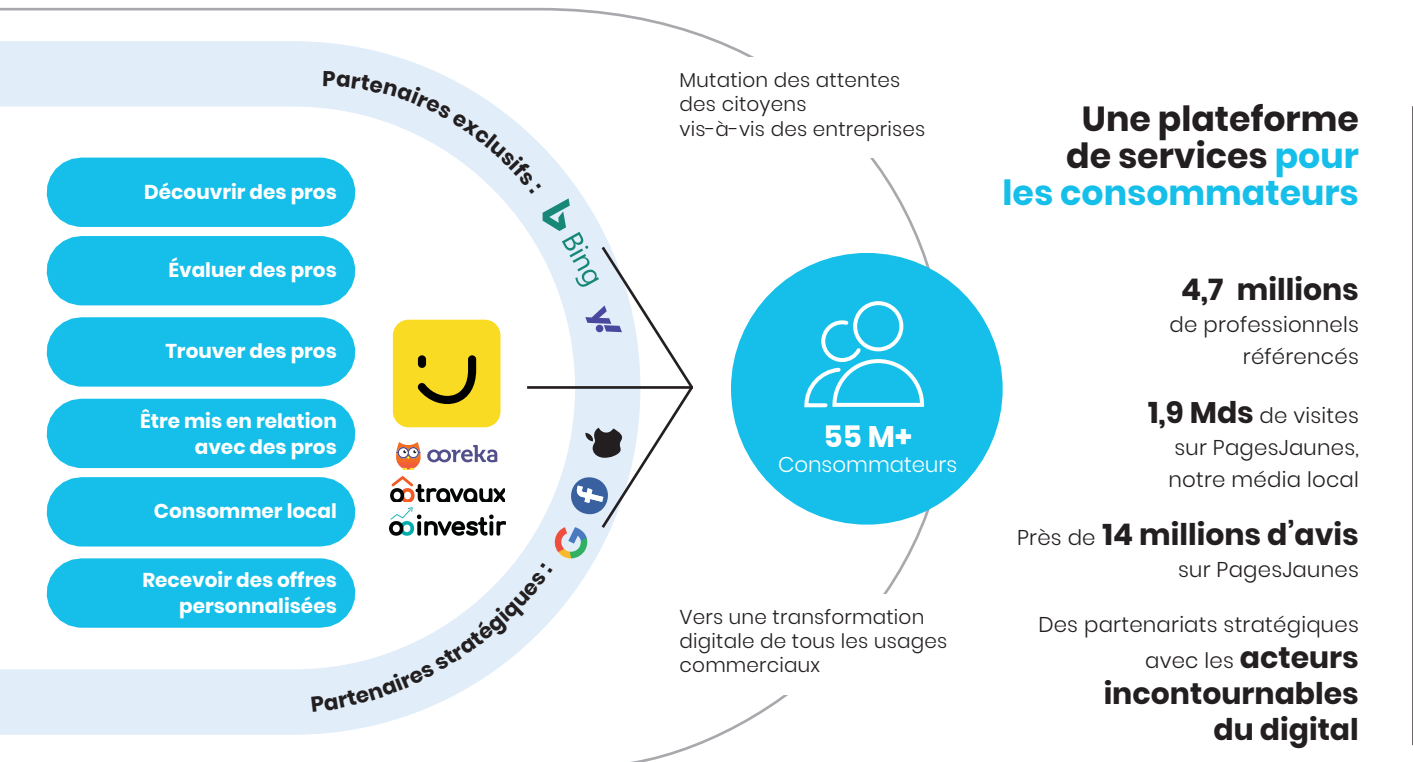 Partenaires exclusifs :
Bing
Y!
Découvrir des pros
Évaluer des pros
Trouver des pros
Être mis en relation
avec des pros
Consommer local
Recevoir des offres
personnalisées
ooreka
ootravaux
ooinvestir
Partenaires stratégiques :
f
G
Mutation des attentes
des citoyens
vis-à-vis des entreprises
55 M+
Consommateurs
Vers une transformation
digitale de tous les usages
commerciaux
Une plateforme
de services pour
les consommateurs
4,7 millions
de professionnels
référencés
1,9 Mds de visites
sur PagesJaunes,
notre média local
Près de 14 millions d’avis
sur PagesJaunes
Des partenariats stratégiques
avec les acteurs
incontournables
du digital